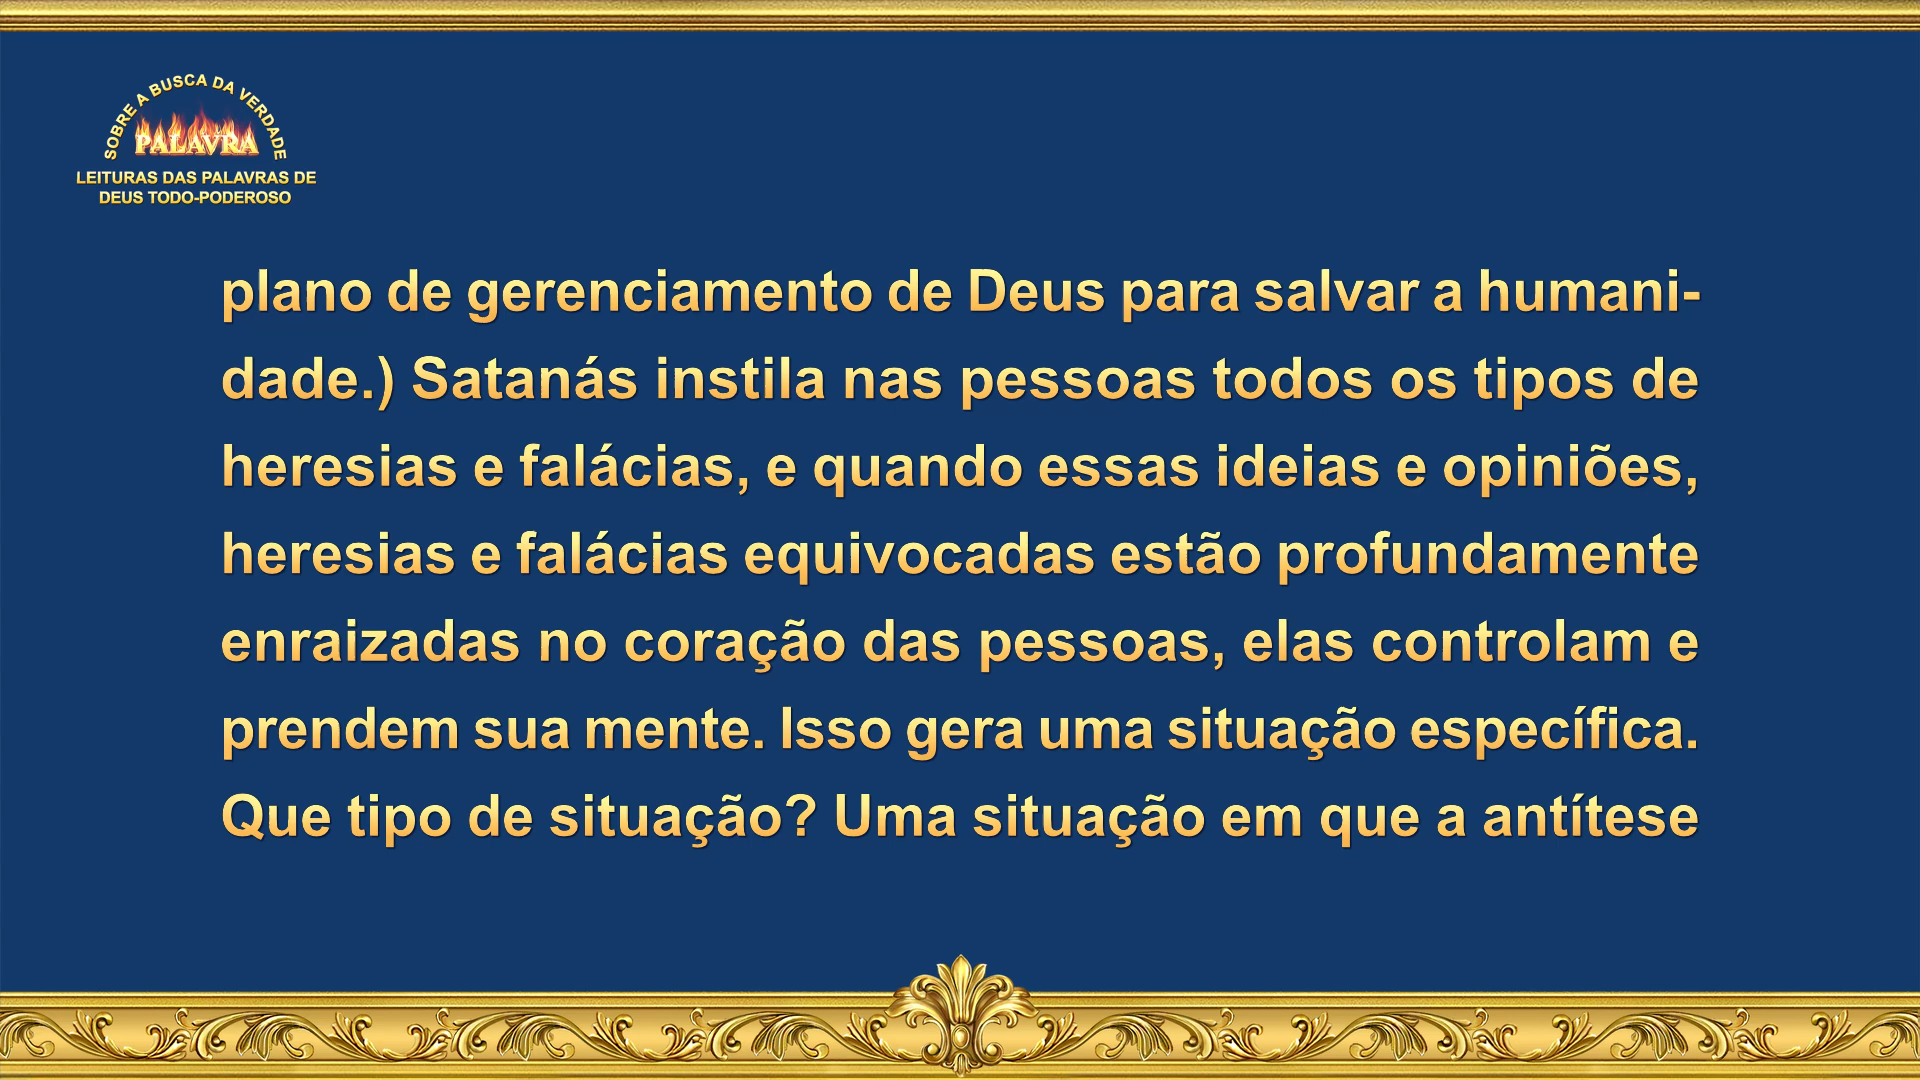 SOBRE A BUSCA DA VERDADE
PALAVRA
LEITURAS DAS PALAVRAS DE
DEUS TODO-PODEROSO
plano de gerenciamento de Deus para salvar a humani-
dade.) Satanás instila nas pessoas todos os tipos de
heresias e falácias, e quando essas ideias e opiniões,
heresias e falácias equivocadas estão profundamente
enraizadas no coração das pessoas, elas controlam e
prendem sua mente. Isso gera uma situação específica.
Que tipo de situação? Uma situação em que a antítese